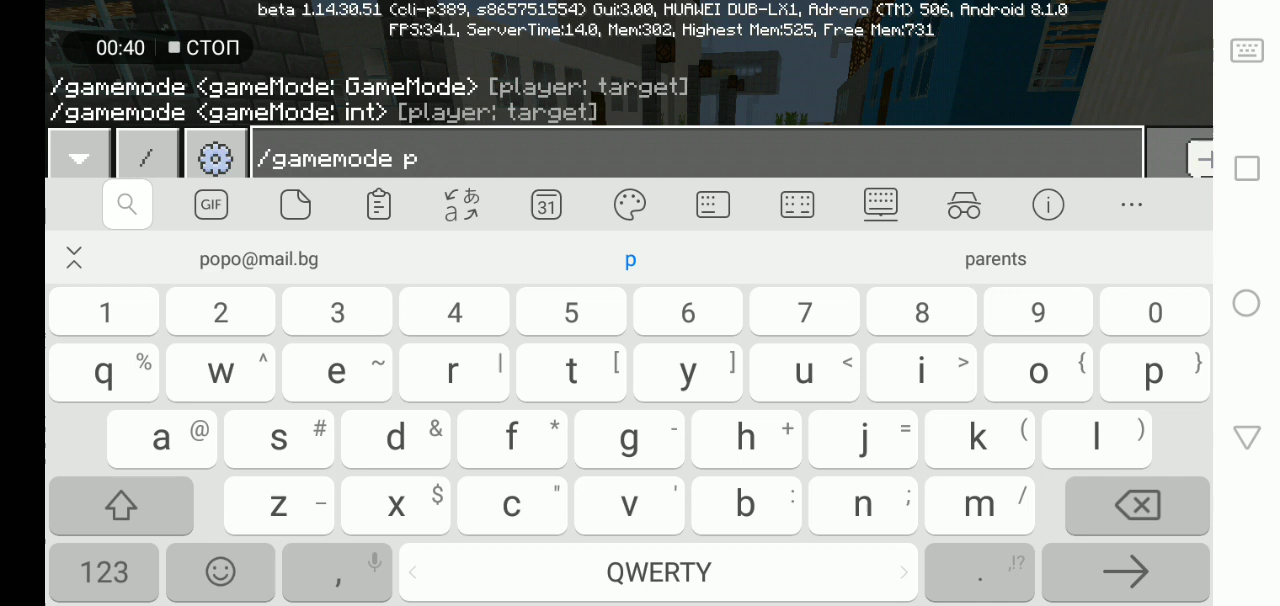 beta 1.14.30.51 (cli-p389, s865751554) Gui:3.00, HUAWEI DUB-LX1, Adreno (TM) 506, Android 8.1.0
FPS:34.1, ServerTime:14.0, Mem:302, Highest Mem:525, Free Mem:731
00:40 СТОП
/gamemode <gameMode: GameMode> [player: target]
/gamemode <gameMode: int> [player: target]
/ /gamemode p
GIF a あ 31 i ...
popo@mail.bg p parents
1 2 3 4 5 6 7 8 9 0
q % w ^ e ~ r | t [ y ] u < i > o { p }
a @ s # d & f * g - h + j = k ( l )
z _ x $ c " v ' b : n ; m /
123 , < QWERTY > . ,!?